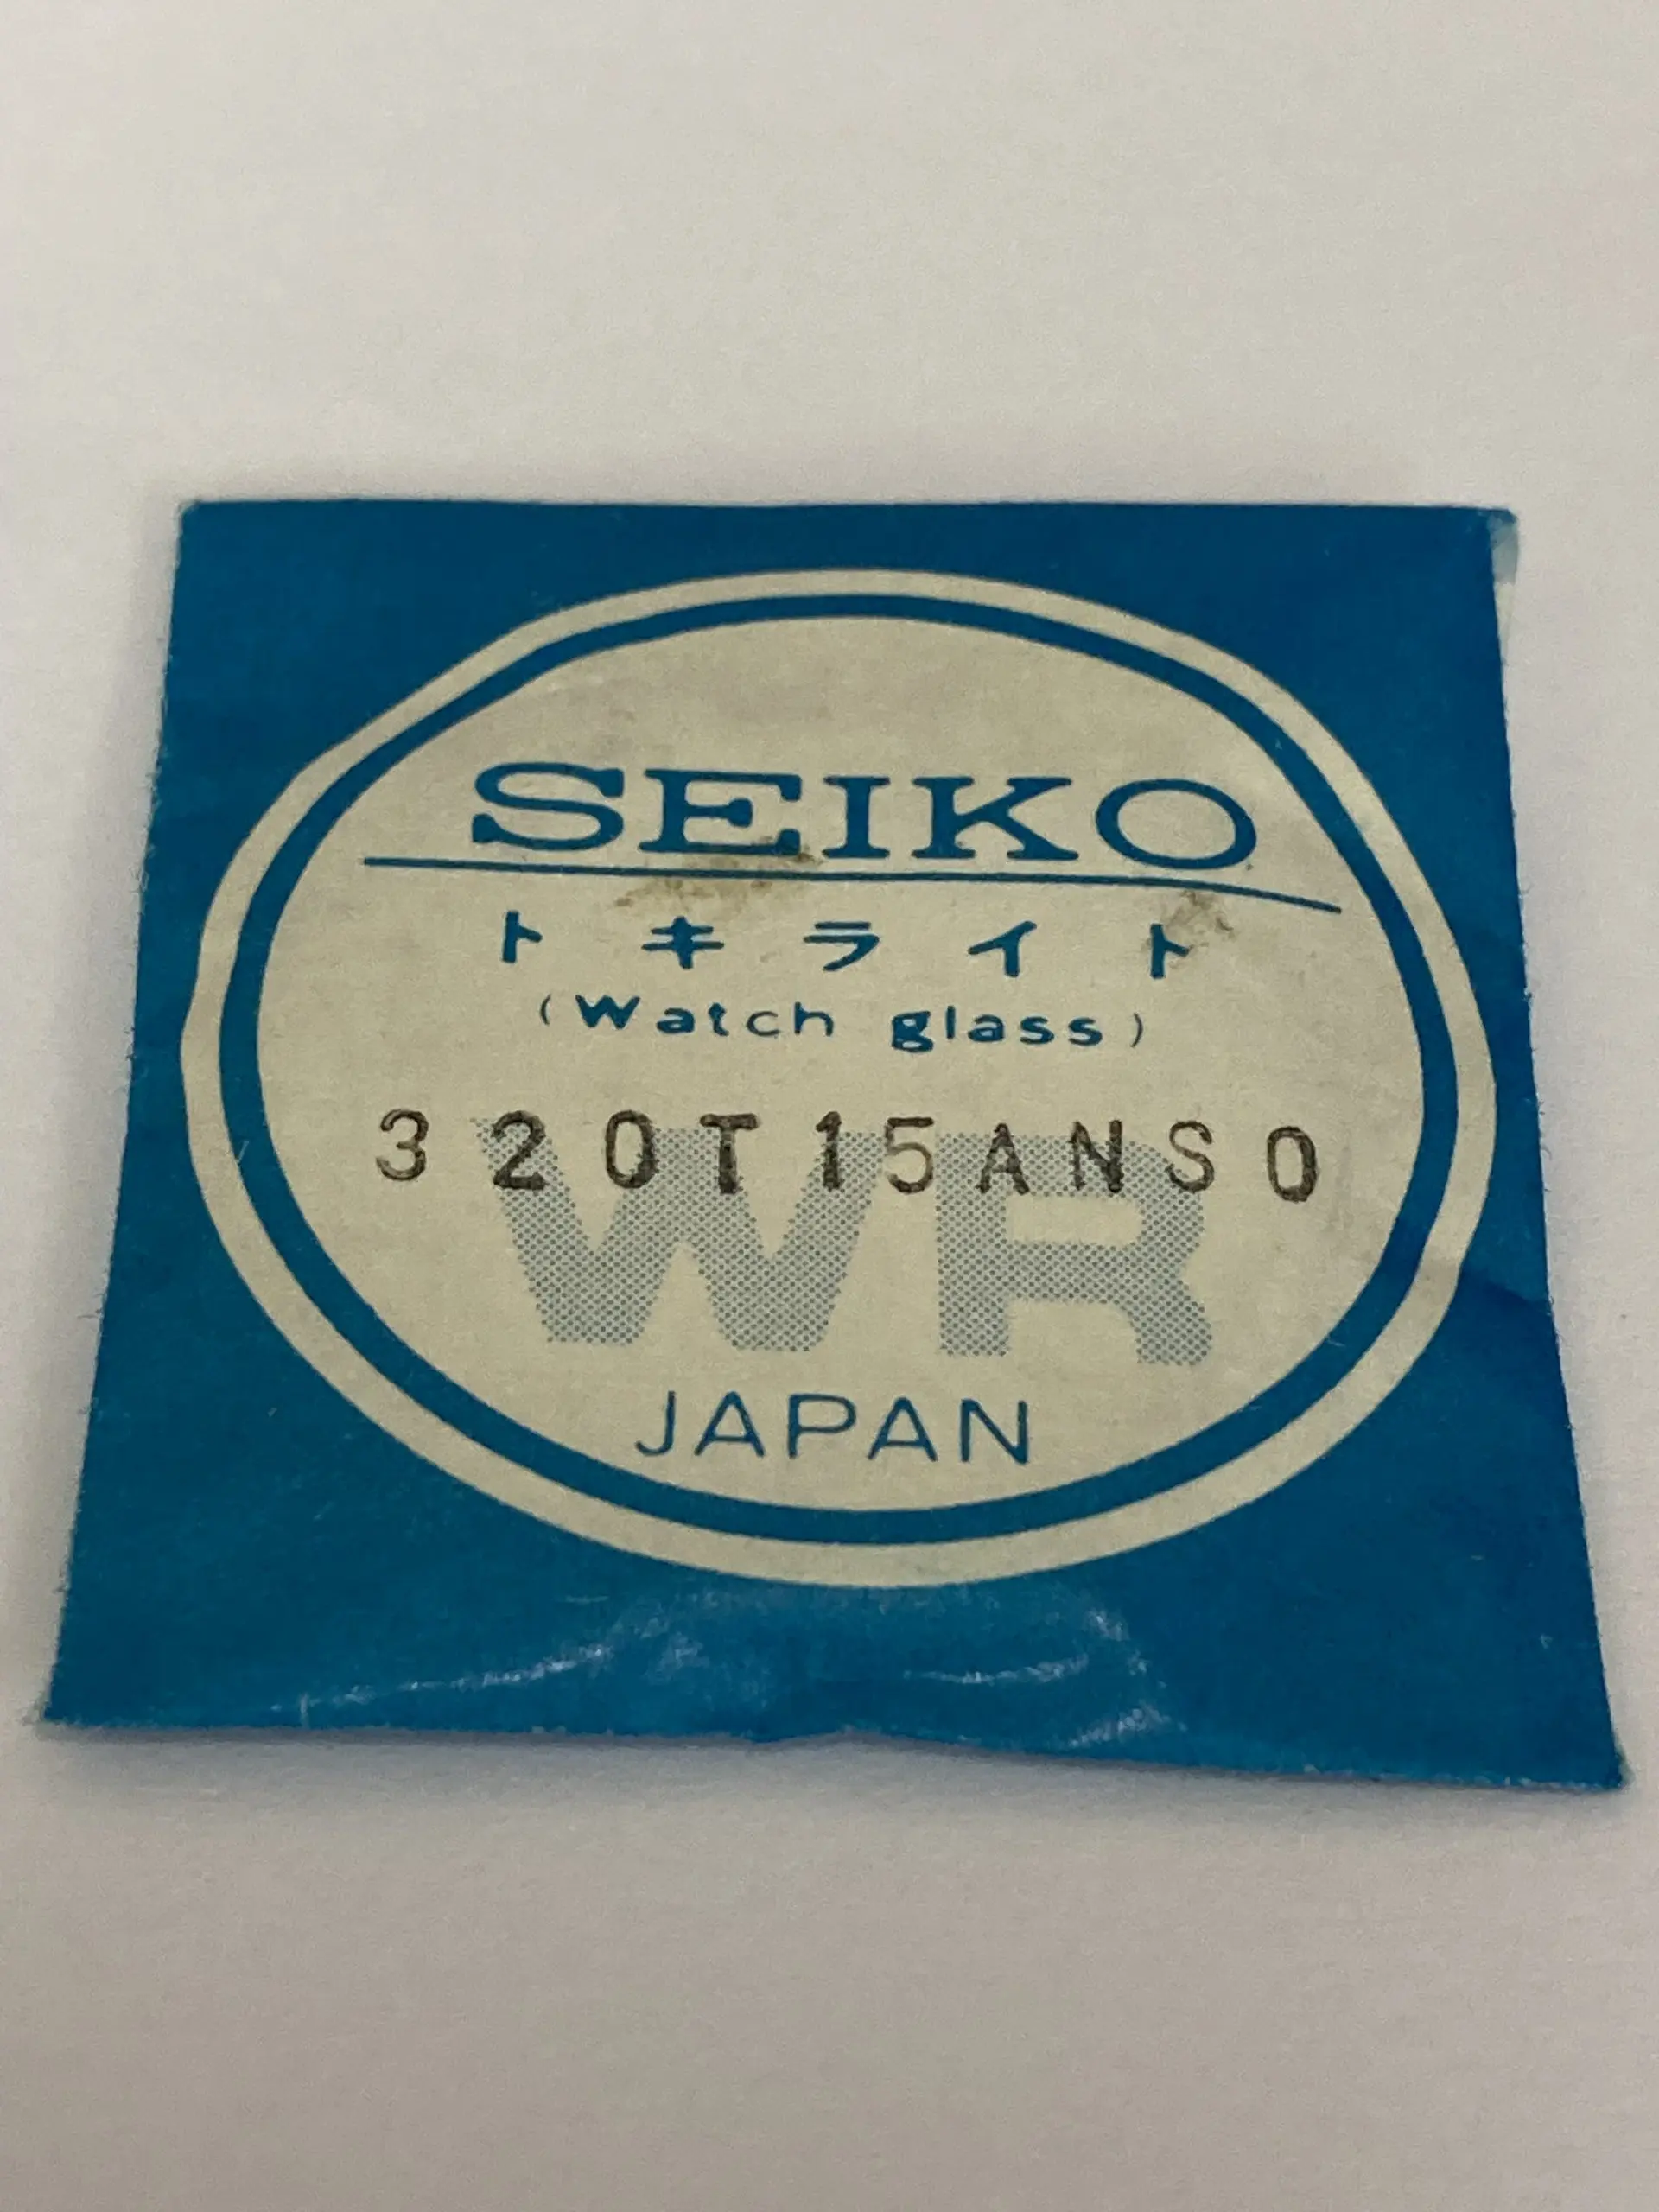 SEIKO
トキライト
(Watch glass)
320T15ANS0
WR
JAPAN